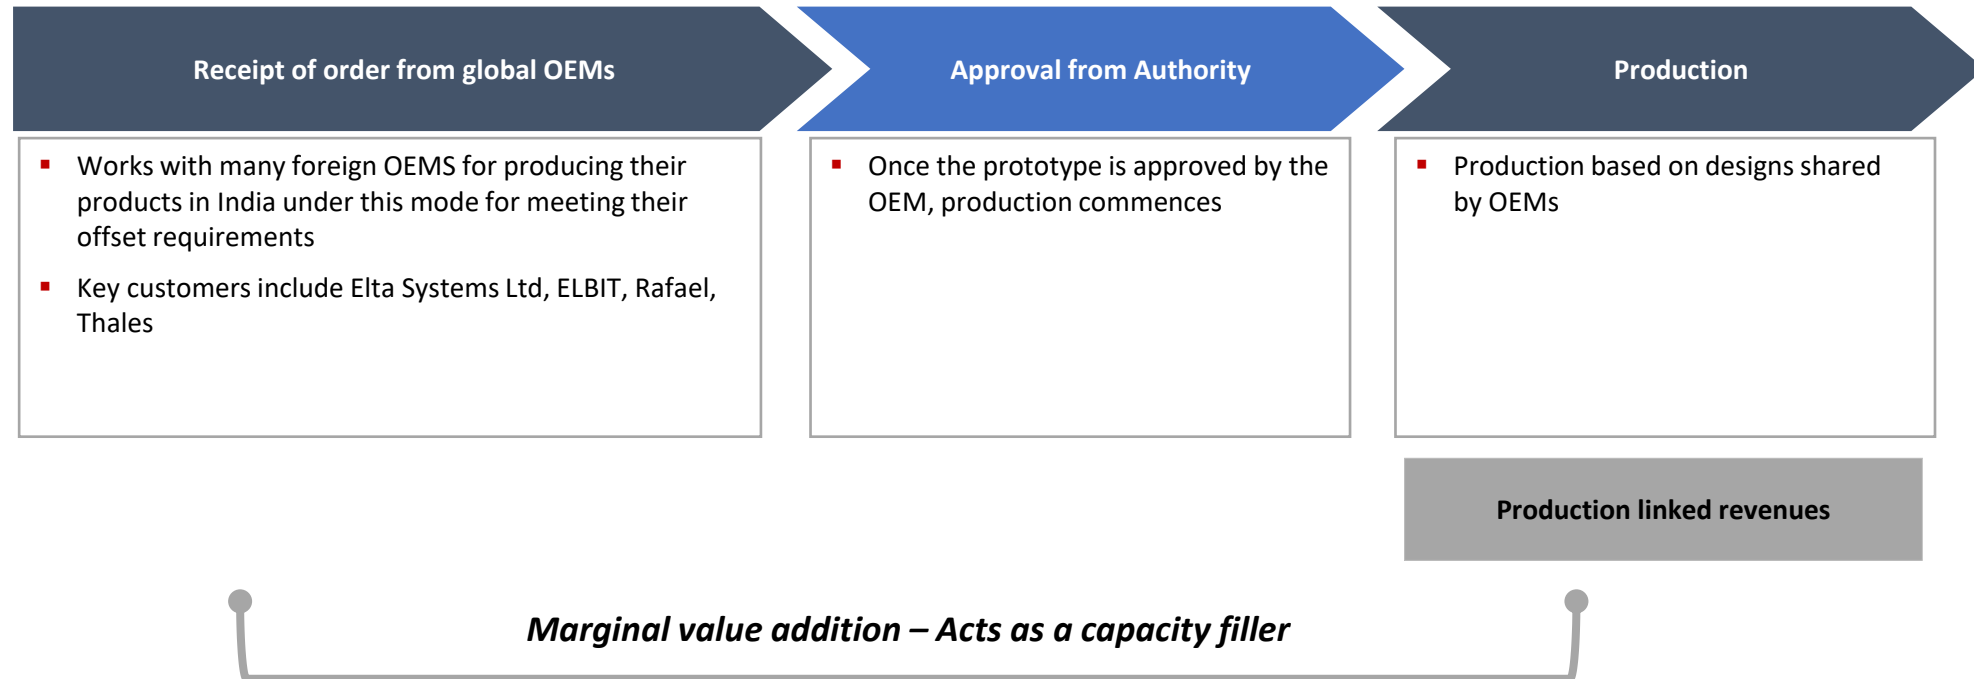 Receipt of order from global OEMs
Approval from Authority
Production
▪ Works with many foreign OEMS for producing their
products in India under this mode for meeting their
offset requirements
▪ Key customers include Elta Systems Ltd, ELBIT, Rafael,
Thales
▪ Once the prototype is approved by the
OEM, production commences
▪ Production based on designs shared
by OEMs
Production linked revenues
Marginal value addition – Acts as a capacity filler